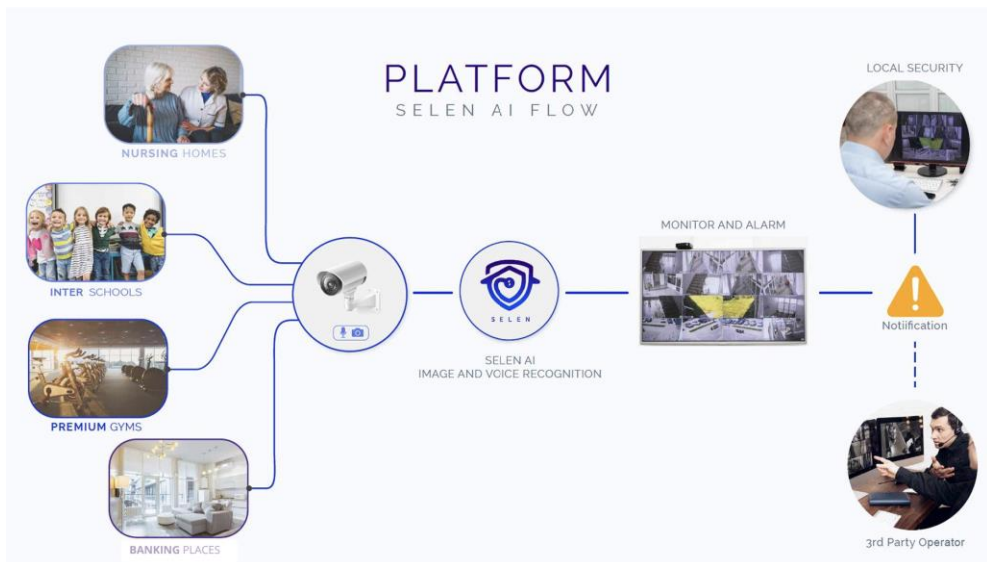 PLATFORM
SELEN AI FLOW
NURSING HOMES
INTER SCHOOLS
PREMIUM GYMS
BANKING PLACES
SELEN
SELEN AI
IMAGE AND VOICE RECOGNITION
MONITOR AND ALARM
LOCAL SECURITY
Notiification
3rd Party Operator